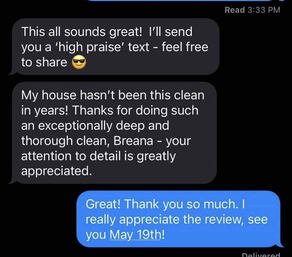 Read 3:33 PM
This all sounds great!  I'll send
you a 'high praise' text - feel free
to share 😎
My house hasn't been this clean
in years! Thanks for doing such
an exceptionally deep and
thorough clean, Breana - your
attention to detail is greatly
appreciated.
Great! Thank you so much. I
really appreciate the review, see
you May 19th!
Delivered